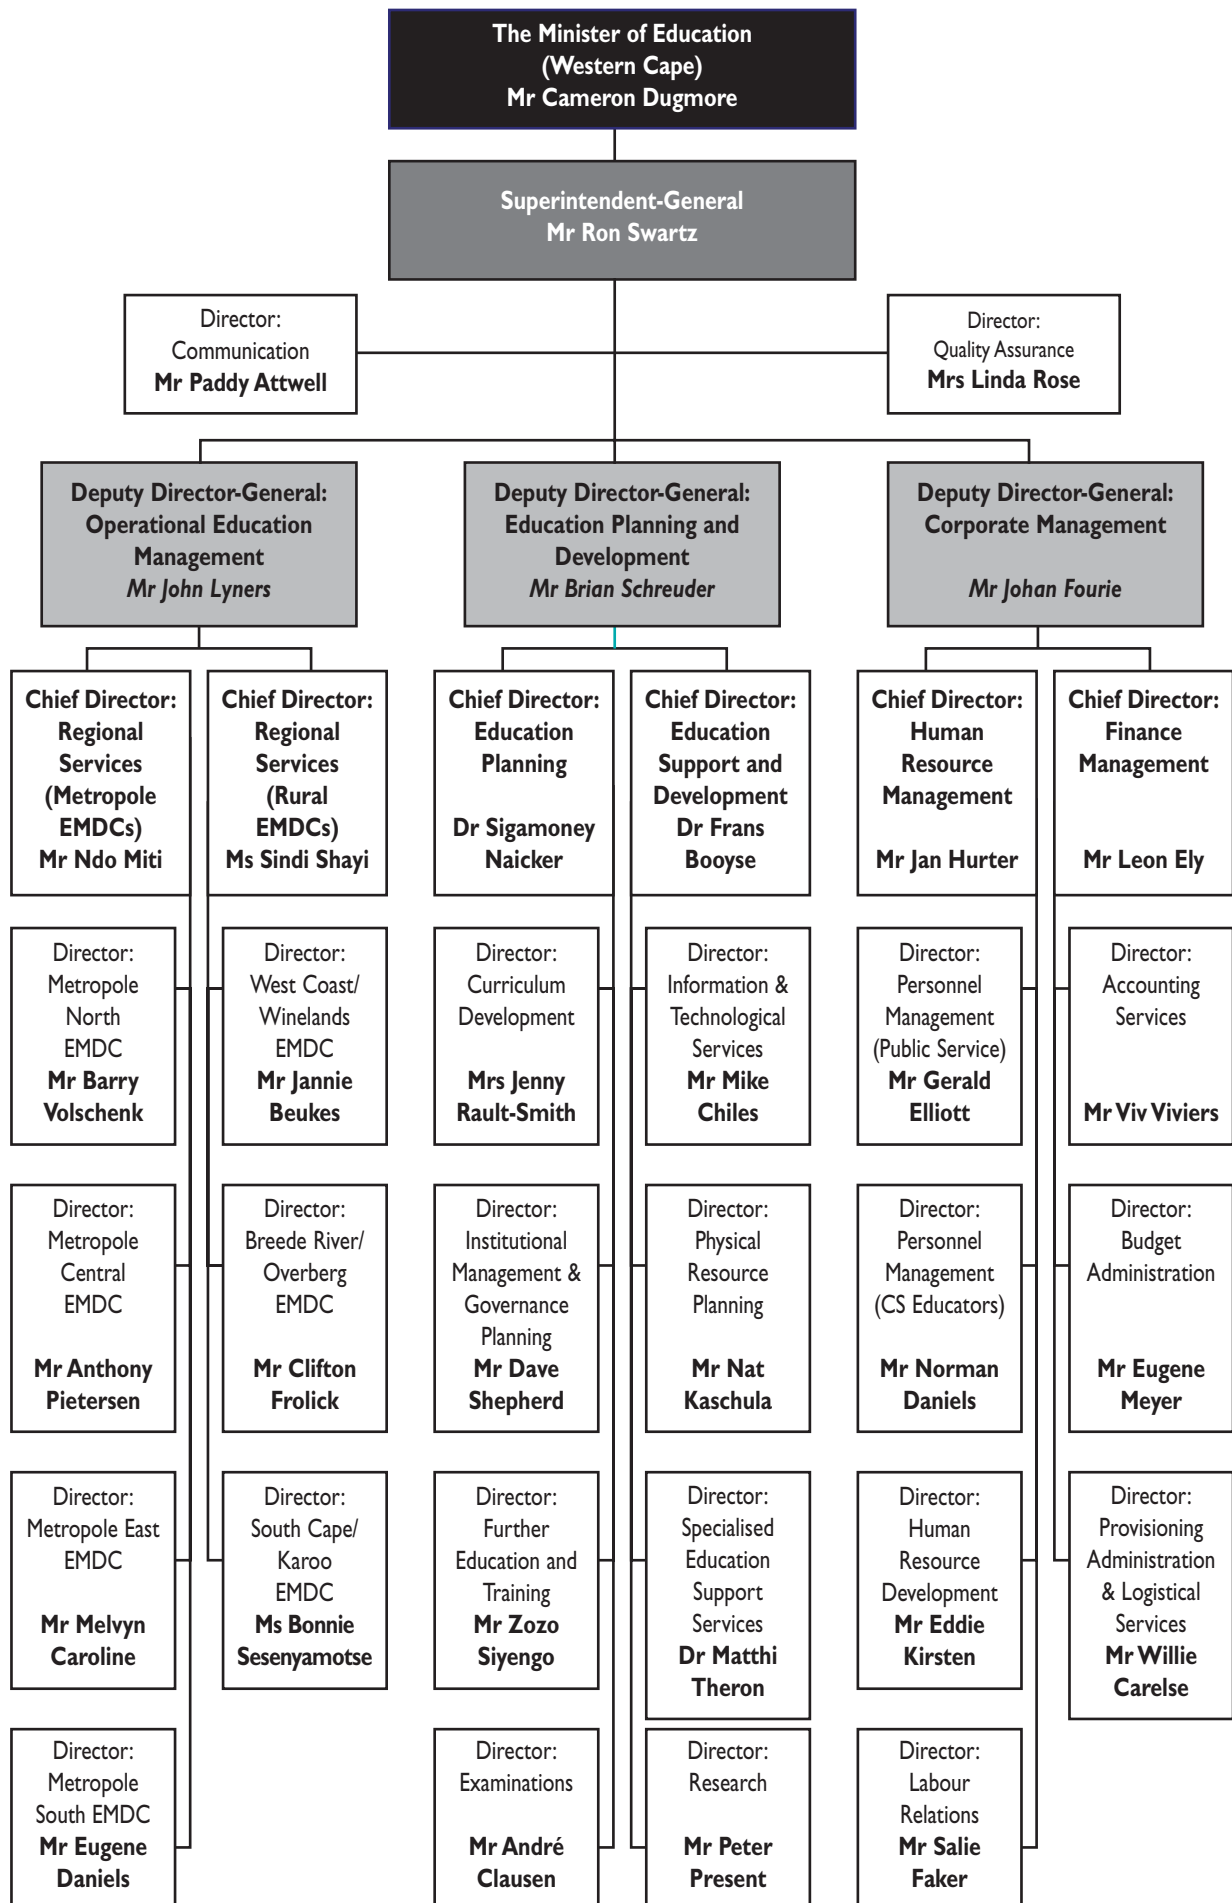 The Minister of Education
(Western Cape)
Mr Cameron Dugmore
Superintendent-General
Mr Ron Swartz
Director:
Communication
Mr Paddy Attwell
Director:
Quality Assurance
Mrs Linda Rose
Deputy Director-General:
Operational Education
Management
Mr John Lyners
Deputy Director-General:
Education Planning and
Development
Mr Brian Schreuder
Deputy Director-General:
Corporate Management
Mr Johan Fourie
Chief Director:
Regional
Services
(Metropole
EMDCs)
Mr Ndo Miti
Chief Director:
Regional
Services
(Rural
EMDCs)
Ms Sindi Shayi
Chief Director:
Education
Planning
Dr Sigamoney
Naicker
Chief Director:
Education
Support and
Development
Dr Frans
Booyse
Chief Director:
Human
Resource
Management
Mr Jan Hurter
Chief Director:
Finance
Management
Mr Leon Ely
Director:
Metropole
North
EMDC
Mr Barry
Volschenk
Director:
West Coast/
Winelands
EMDC
Mr Jannie
Beukes
Director:
Curriculum
Development
Mrs Jenny
Rault-Smith
Director:
Information &
Technological
Services
Mr Mike
Chiles
Director:
Personnel
Management
(Public Service)
Mr Gerald
Elliott
Director:
Accounting
Services
Mr Viv Viviers
Director:
Metropole
Central
EMDC
Mr Anthony
Pietersen
Director:
Breede River/
Overberg
EMDC
Mr Clifton
Frolick
Director:
Institutional
Management &
Governance
Planning
Mr Dave
Shepherd
Director:
Physical
Resource
Planning
Mr Nat
Kaschula
Director:
Personnel
Management
(CS Educators)
Mr Norman
Daniels
Director:
Budget
Administration
Mr Eugene
Meyer
Director:
Metropole East
EMDC
Mr Melvyn
Caroline
Director:
South Cape/
Karoo
EMDC
Ms Bonnie
Sesenyamotse
Director:
Further
Education and
Training
Mr Zozo
Siyengo
Director:
Specialised
Education
Support
Services
Dr Matthi
Theron
Director:
Human
Resource
Development
Mr Eddie
Kirsten
Director:
Provisioning
Administration
& Logistical
Services
Mr Willie
Carelse
Director:
Metropole
South EMDC
Mr Eugene
Daniels
Director:
Examinations
Mr André
Clausen
Director:
Research
Mr Peter
Present
Director:
Labour
Relations
Mr Salie
Faker